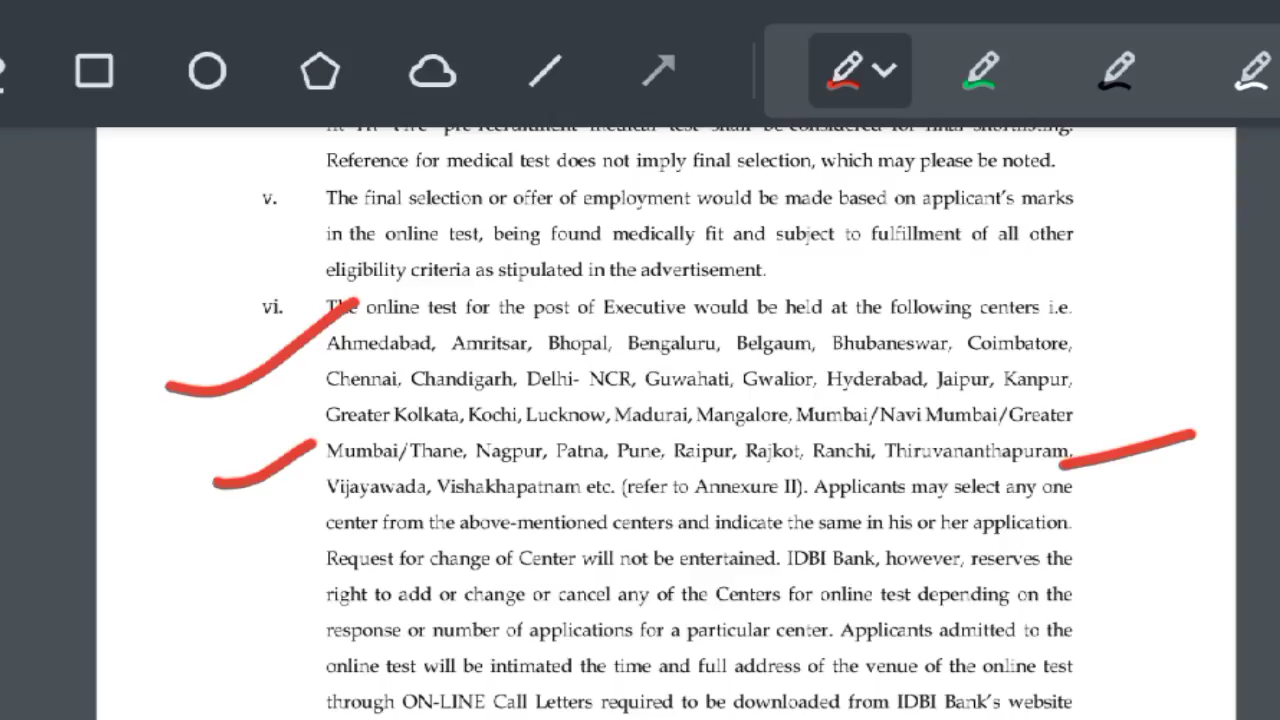 Reference for medical test does not imply final selection, which may please be noted.
v. The final selection or offer of employment would be made based on applicant's marks
in the online test, being found medically fit and subject to fulfillment of all other
eligibility criteria as stipulated in the advertisement.
vi. The online test for the post of Executive would be held at the following centers i.e.
Ahmedabad, Amritsar, Bhopal, Bengaluru, Belgaum, Bhubaneswar, Coimbatore,
Chennai, Chandigarh, Delhi- NCR, Guwahati, Gwalior, Hyderabad, Jaipur, Kanpur,
Greater Kolkata, Kochi, Lucknow, Madurai, Mangalore, Mumbai/Navi Mumbai/Greater
Mumbai/Thane, Nagpur, Patna, Pune, Raipur, Rajkot, Ranchi, Thiruvananthapuram,
Vijayawada, Vishakhapatnam etc. (refer to Annexure II). Applicants may select any one
center from the above-mentioned centers and indicate the same in his or her application.
Request for change of Center will not be entertained. IDBI Bank, however, reserves the
right to add or change or cancel any of the Centers for online test depending on the
response or number of applications for a particular center. Applicants admitted to the
online test will be intimated the time and full address of the venue of the online test
through ON-LINE Call Letters required to be downloaded from IDBI Bank's website